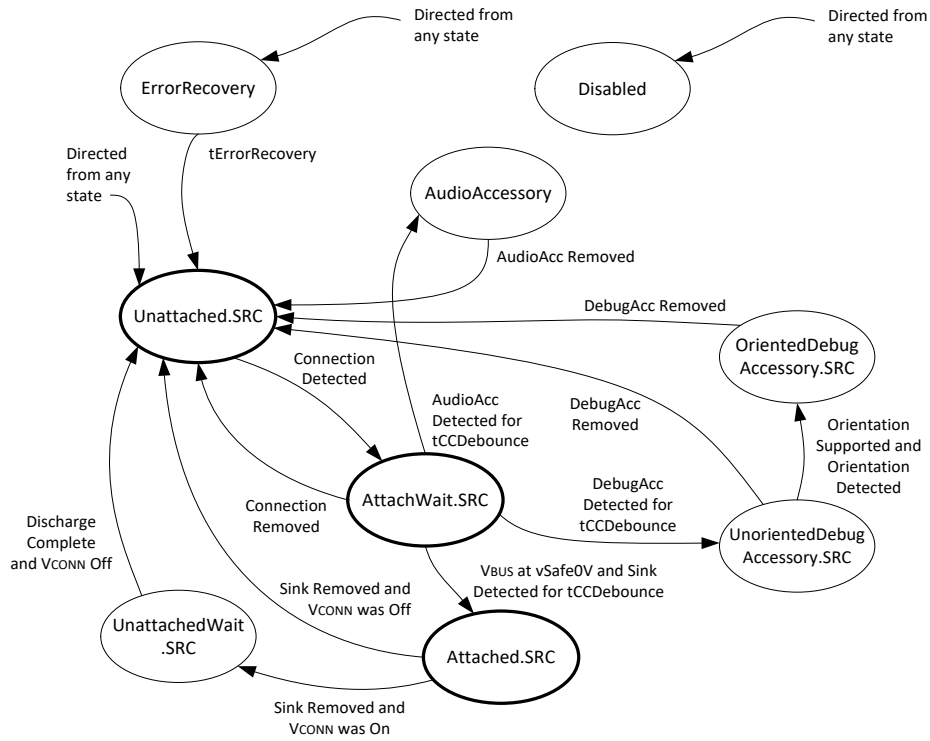 Directed from
any state
Directed from
any state
ErrorRecovery
Disabled
Directed
from any
state
tErrorRecovery
AudioAccessory
AudioAcc Removed
Unattached.SRC
DebugAcc Removed
OrientedDebug
Accessory.SRC
Connection
Detected
AudioAcc
Detected for
tCCDebounce
DebugAcc
Removed
Orientation
Supported and
Orientation
Detected
AttachWait.SRC
Connection
Removed
DebugAcc
Detected for
tCCDebounce
UnorientedDebug
Accessory.SRC
Discharge
Complete
and VCONN Off
Sink Removed and
VCONN was Off
VBUS at vSafe0V and Sink
Detected for tCCDebounce
UnattachedWait
.SRC
Attached.SRC
Sink Removed and
VCONN was On